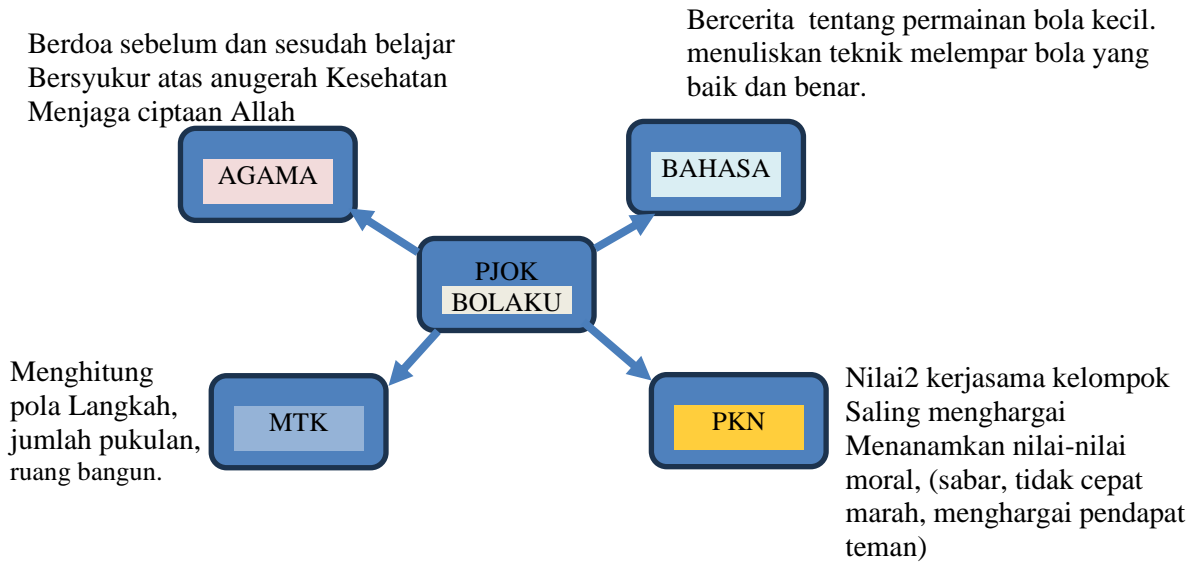 Berdoa sebelum dan sesudah belajar
Bersyukur atas anugerah Kesehatan
Menjaga ciptaan Allah
AGAMA
Bercerita  tentang permainan bola kecil.
menuliskan teknik melempar bola yang
baik dan benar.
BAHASA
PJOK
BOLAKU
Menghitung
pola Langkah,
jumlah pukulan,
ruang bangun.
MTK
PKN
Nilai2 kerjasama kelompok
Saling menghargai
Menanamkan nilai-nilai
moral, (sabar, tidak cepat
marah, menghargai pendapat
teman)